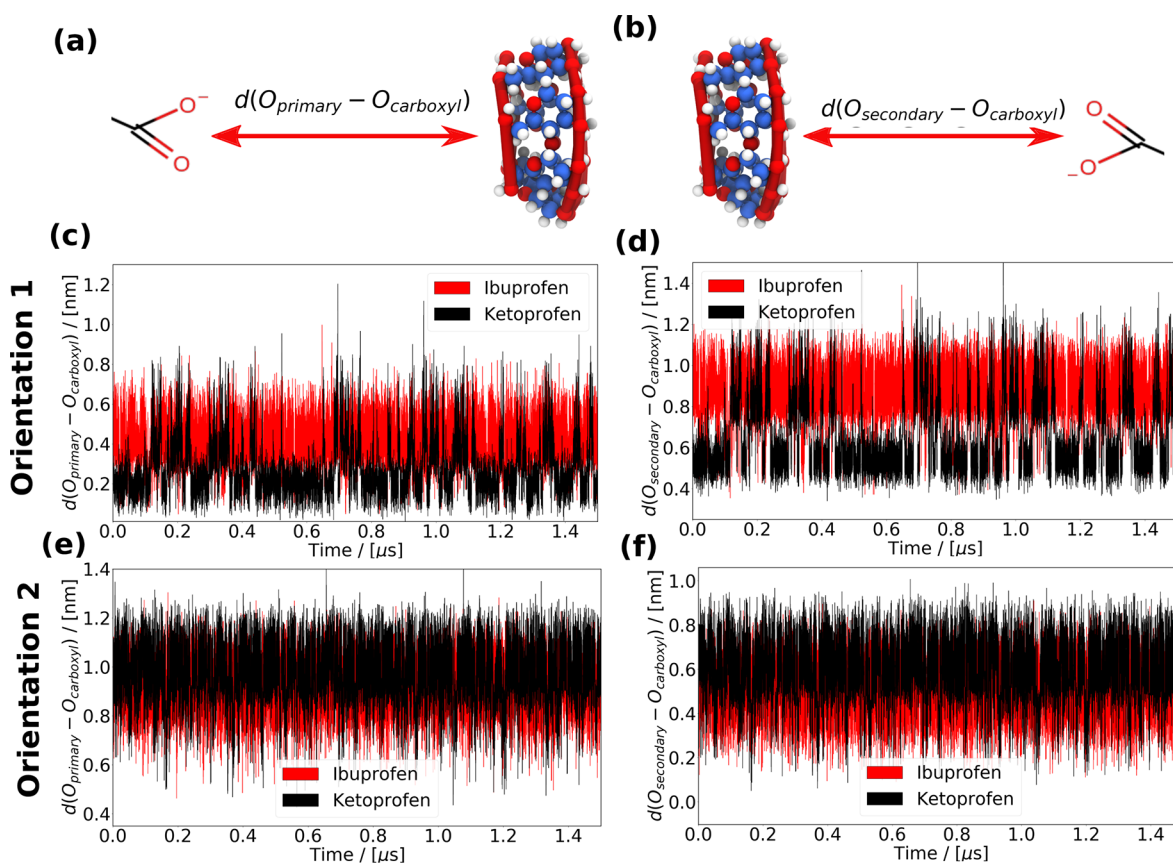 (a)
(b)
d(O_primary − O_carboxyl)
d(O_secondary − O_carboxyl)
O⁻
O
O
⁻O
(c)
(d)
Orientation 1
d(O_primary − O_carboxyl) / [nm]
1.2
1.0
0.8
0.6
0.4
0.2
Ibuprofen
Ketoprofen
0.0 0.2 0.4 0.6 0.8 1.0 1.2 1.4
Time / [μs]
d(O_secondary − O_carboxyl) / [nm]
1.4
1.2
1.0
0.8
0.6
0.4
Ibuprofen
Ketoprofen
0.0 0.2 0.4 0.6 0.8 1.0 1.2 1.4
Time / [μs]
(e)
(f)
Orientation 2
d(O_primary − O_carboxyl) / [nm]
1.4
1.2
1.0
0.8
0.6
0.4
Ibuprofen
Ketoprofen
0.0 0.2 0.4 0.6 0.8 1.0 1.2 1.4
Time / [μs]
d(O_secondary − O_carboxyl) / [nm]
1.0
0.8
0.6
0.4
0.2
0.0
Ibuprofen
Ketoprofen
0.0 0.2 0.4 0.6 0.8 1.0 1.2 1.4
Time / [μs]